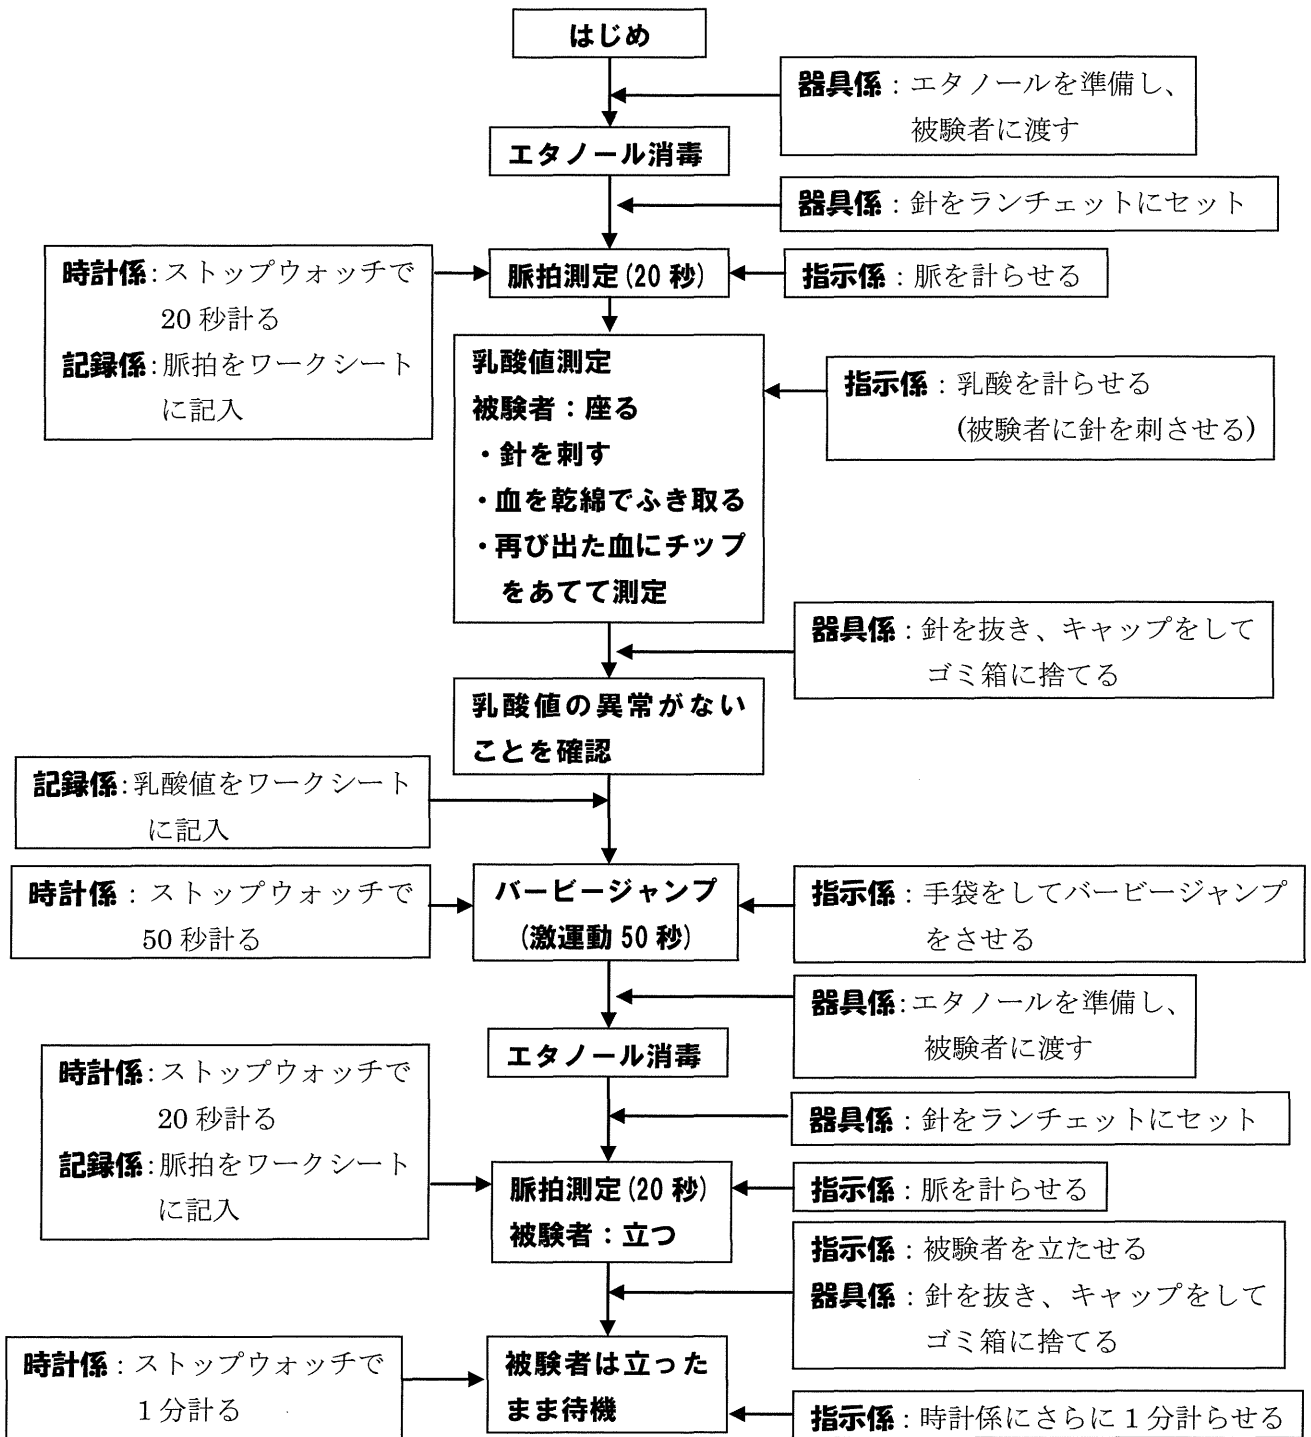 はじめ
器具係：エタノールを準備し、
被験者に渡す
エタノール消毒
器具係：針をランチェットにセット
時計係：ストップウォッチで
20 秒計る
記録係：脈拍をワークシート
に記入
脈拍測定(20 秒)
指示係：脈を計らせる
乳酸値測定
被験者：座る
・針を刺す
・血を乾綿でふき取る
・再び出た血にチップ
をあてて測定
指示係：乳酸を計らせる
(被験者に針を刺させる)
器具係：針を抜き、キャップをして
ゴミ箱に捨てる
乳酸値の異常がない
ことを確認
記録係：乳酸値をワークシート
に記入
時計係：ストップウォッチで
50 秒計る
バービージャンプ
(激運動 50 秒)
指示係：手袋をしてバービージャンプ
をさせる
器具係：エタノールを準備し、
被験者に渡す
エタノール消毒
時計係：ストップウォッチで
20 秒計る
記録係：脈拍をワークシート
に記入
器具係：針をランチェットにセット
脈拍測定(20 秒)
被験者：立つ
指示係：脈を計らせる
指示係：被験者を立たせる
器具係：針を抜き、キャップをして
ゴミ箱に捨てる
時計係：ストップウォッチで
1 分計る
被験者は立った
まま待機
指示係：時計係にさらに 1 分計らせる